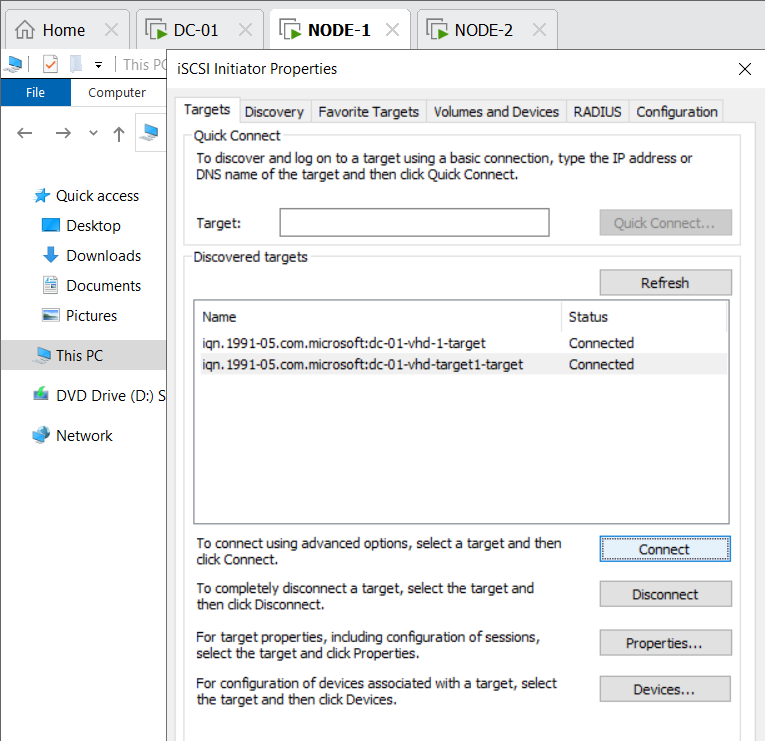 Home
DC-01
NODE-1
NODE-2
This PC
File
Computer
Quick access
Desktop
Downloads
Documents
Pictures
This PC
DVD Drive (D:) S
Network
iSCSI Initiator Properties
Targets
Discovery
Favorite Targets
Volumes and Devices
RADIUS
Configuration
Quick Connect
To discover and log on to a target using a basic connection, type the IP address or
DNS name of the target and then click Quick Connect.
Target:
Quick Connect...
Discovered targets
Refresh
Name Status
iqn.1991-05.com.microsoft:dc-01-vhd-1-target Connected
iqn.1991-05.com.microsoft:dc-01-vhd-target1-target Connected
To connect using advanced options, select a target and then
click Connect.
Connect
To completely disconnect a target, select the target and
then click Disconnect.
Disconnect
For target properties, including configuration of sessions,
select the target and click Properties.
Properties...
For configuration of devices associated with a target, select
the target and then click Devices.
Devices...